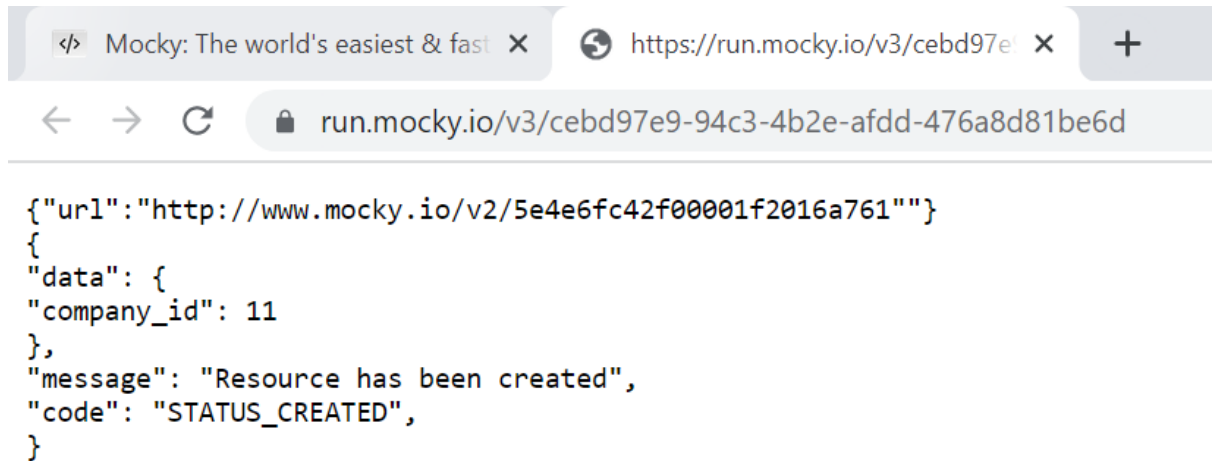 </> Mocky: The world's easiest & fast
https://run.mocky.io/v3/cebd97e9
run.mocky.io/v3/cebd97e9-94c3-4b2e-afdd-476a8d81be6d
{"url":"http://www.mocky.io/v2/5e4e6fc42f00001f2016a761""}
{
"data": {
"company_id": 11
},
"message": "Resource has been created",
"code": "STATUS_CREATED",
}